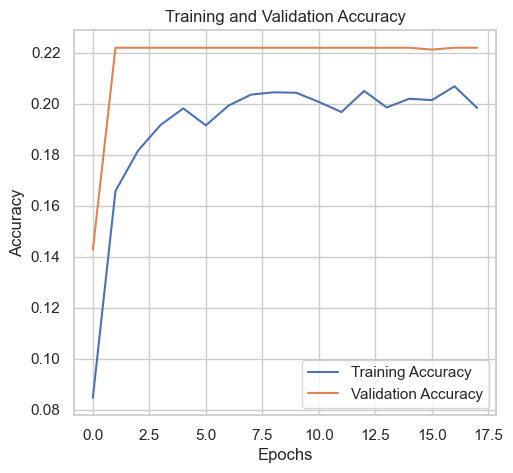 Training and Validation Accuracy
0.22
0.20
0.18
0.16
0.14
0.12
0.10
0.08
Accuracy
Training Accuracy
Validation Accuracy
0.0 2.5 5.0 7.5 10.0 12.5 15.0 17.5
Epochs